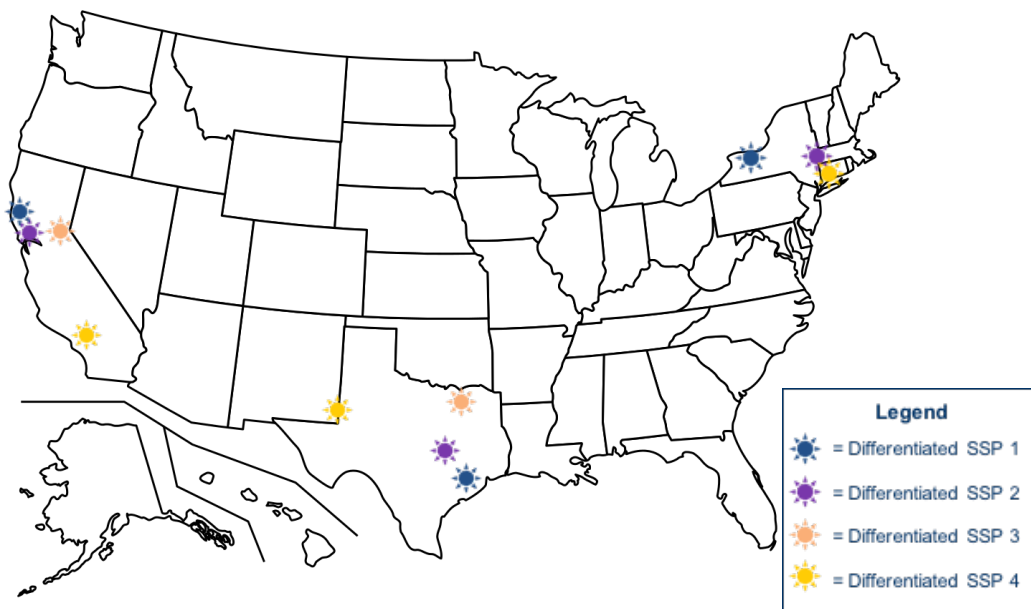 Legend
= Differentiated SSP 1
= Differentiated SSP 2
= Differentiated SSP 3
= Differentiated SSP 4